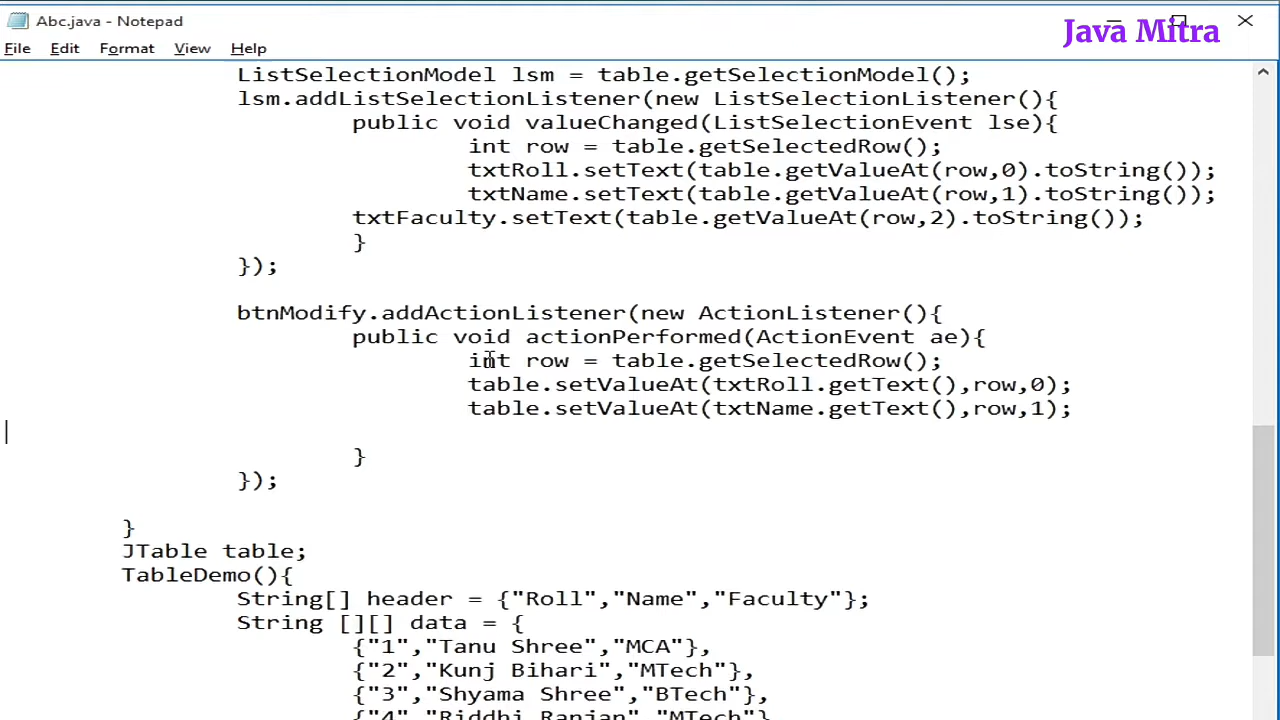 Abc.java - Notepad
Java Mitra
File Edit Format View Help
ListSelectionModel lsm = table.getSelectionModel();
lsm.addListSelectionListener(new ListSelectionListener(){
public void valueChanged(ListSelectionEvent lse){
int row = table.getSelectedRow();
txtRoll.setText(table.getValueAt(row,0).toString());
txtName.setText(table.getValueAt(row,1).toString());
txtFaculty.setText(table.getValueAt(row,2).toString());
}
});
btnModify.addActionListener(new ActionListener(){
public void actionPerformed(ActionEvent ae){
int row = table.getSelectedRow();
table.setValueAt(txtRoll.getText(),row,0);
table.setValueAt(txtName.getText(),row,1);
}
});
}
JTable table;
TableDemo(){
String[] header = {"Roll","Name","Faculty"};
String [][] data = {
{"1","Tanu Shree","MCA"},
{"2","Kunj Bihari","MTech"},
{"3","Shyama Shree","BTech"},
{"4","Riddhi Ranjan","MTech"},